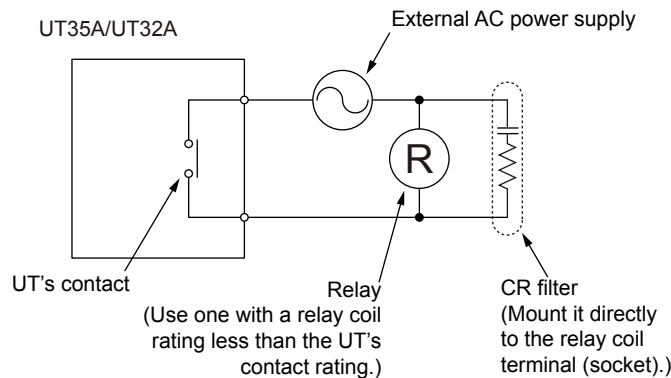 UT35A/UT32A
External AC power supply
R
UT's contact
Relay
(Use one with a relay coil
rating less than the UT's
contact rating.)
CR filter
(Mount it directly
to the relay coil
terminal (socket).)